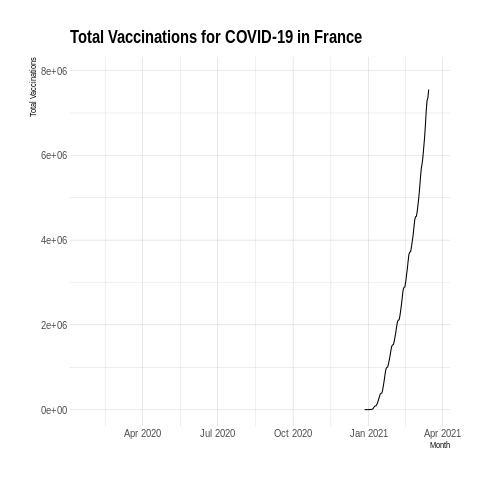 Total Vaccinations for COVID-19 in France
Total Vaccinations
8e+06
6e+06
4e+06
2e+06
0e+00
Apr 2020 Jul 2020 Oct 2020 Jan 2021 Apr 2021
Month